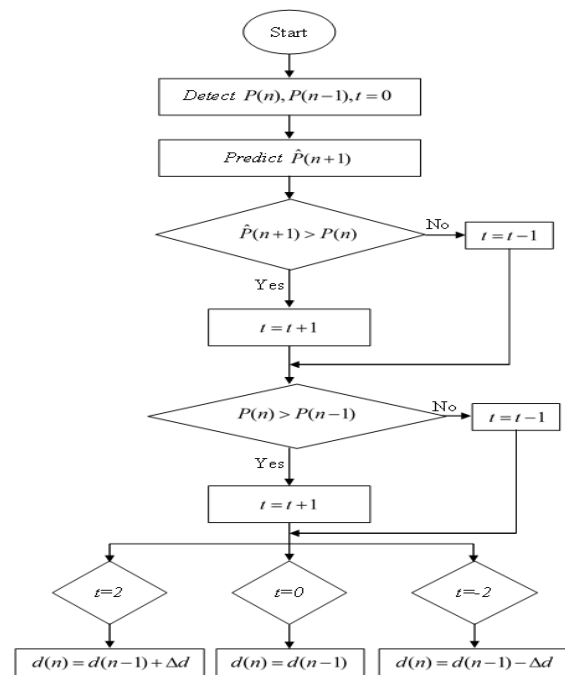 Start
Detect P(n), P(n−1), t = 0
Predict P̂(n+1)
P̂(n+1) > P(n)
No
t = t −1
Yes
t = t +1
P(n) > P(n−1)
No
t = t −1
Yes
t = t +1
t=2
t=0
t=-2
d(n) = d(n−1) + Δd
d(n) = d(n−1)
d(n) = d(n−1) − Δd